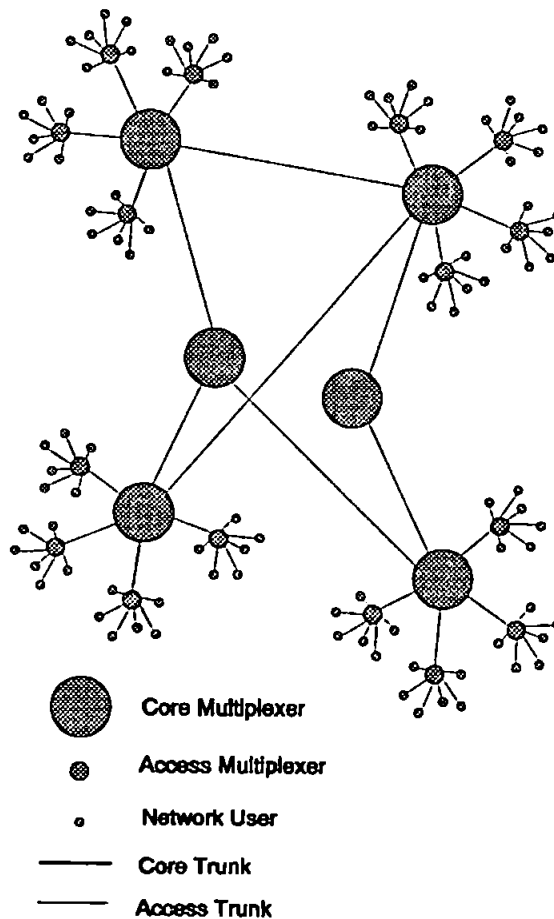 Core Multiplexer
Access Multiplexer
Network User
Core Trunk
Access Trunk